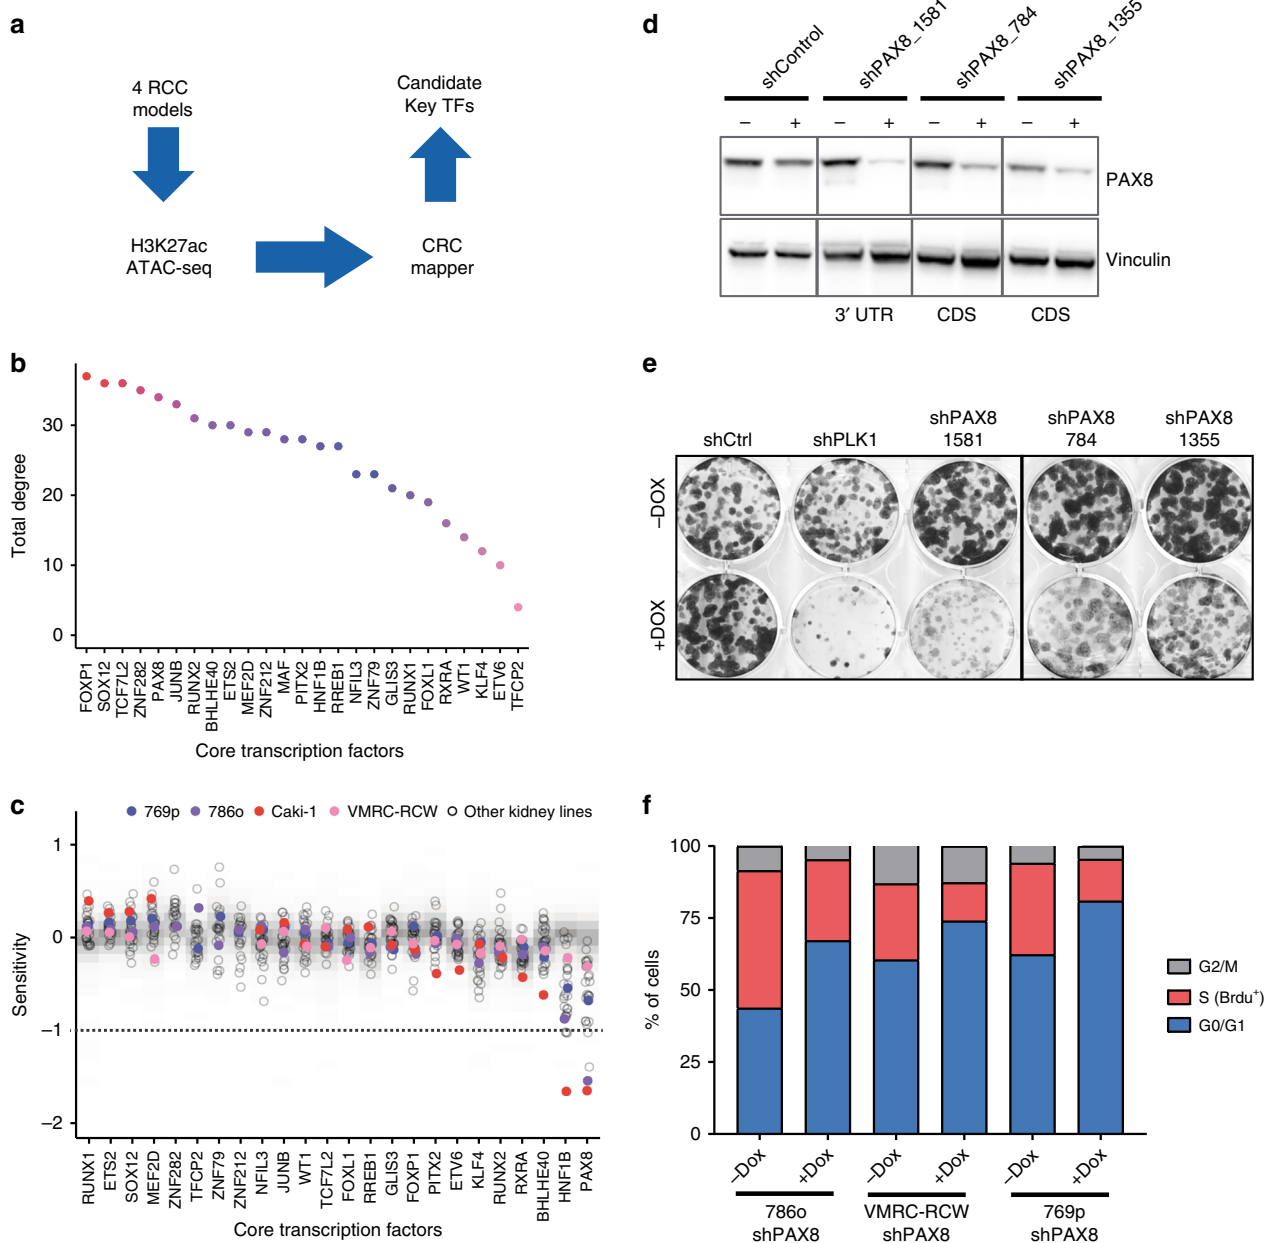 a
4 RCC
models
H3K27ac
ATAC-seq
CRC
mapper
Candidate
Key TFs
b
Total degree
30
20
10
0
FOXP1
SOX12
TCF7L2
ZNF282
PAX8
JUNB
RUNX2
BHLHE40
ETS2
MEF2D
ZNF212
MAF
PITX2
HNF1B
RREB1
NFIL3
ZNF79
GLIS3
RUNX1
FOXL1
RXRA
WT1
KLF4
ETV6
TFCP2
Core transcription factors
c
769p 786o Caki-1 VMRC-RCW Other kidney lines
Sensitivity
1
0
−1
−2
RUNX1
ETS2
SOX12
MEF2D
ZNF282
TFCP2
ZNF79
ZNF212
NFIL3
JUNB
WT1
TCF7L2
FOXL1
RREB1
GLIS3
FOXP1
PITX2
ETV6
KLF4
RUNX2
RXRA
BHLHE40
HNF1B
PAX8
Core transcription factors
d
shControl
shPAX8_1581
shPAX8_784
shPAX8_1355
− + − + − + − +
PAX8
Vinculin
3′ UTR CDS CDS
e
shCtrl
shPLK1
shPAX8
1581
shPAX8
784
shPAX8
1355
−DOX
+DOX
f
% of cells
100
75
50
25
0
G2/M
S (Brdu+)
G0/G1
−Dox +Dox −Dox +Dox −Dox +Dox
786o
shPAX8
VMRC-RCW
shPAX8
769p
shPAX8